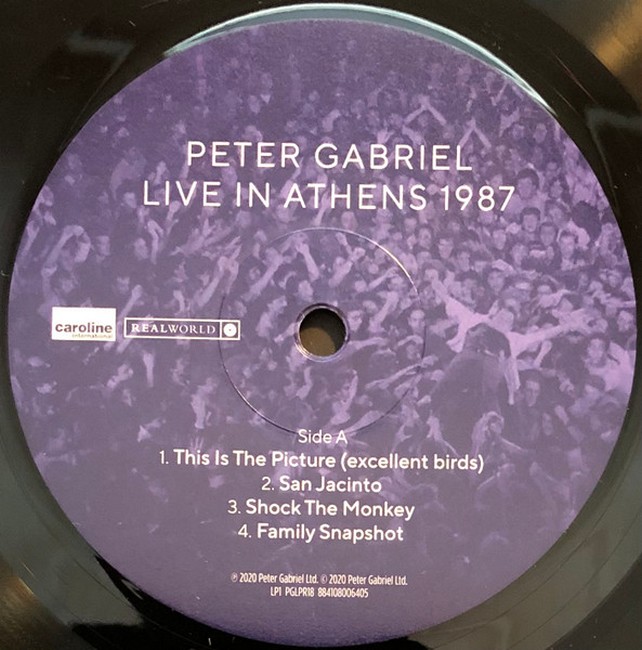 PETER GABRIEL
LIVE IN ATHENS 1987
caroline
international
REALWORLD
Side A
1. This Is The Picture (excellent birds)
2. San Jacinto
3. Shock The Monkey
4. Family Snapshot
℗ 2020 Peter Gabriel Ltd. © 2020 Peter Gabriel Ltd.
LP1 PGLPR18 884108006405